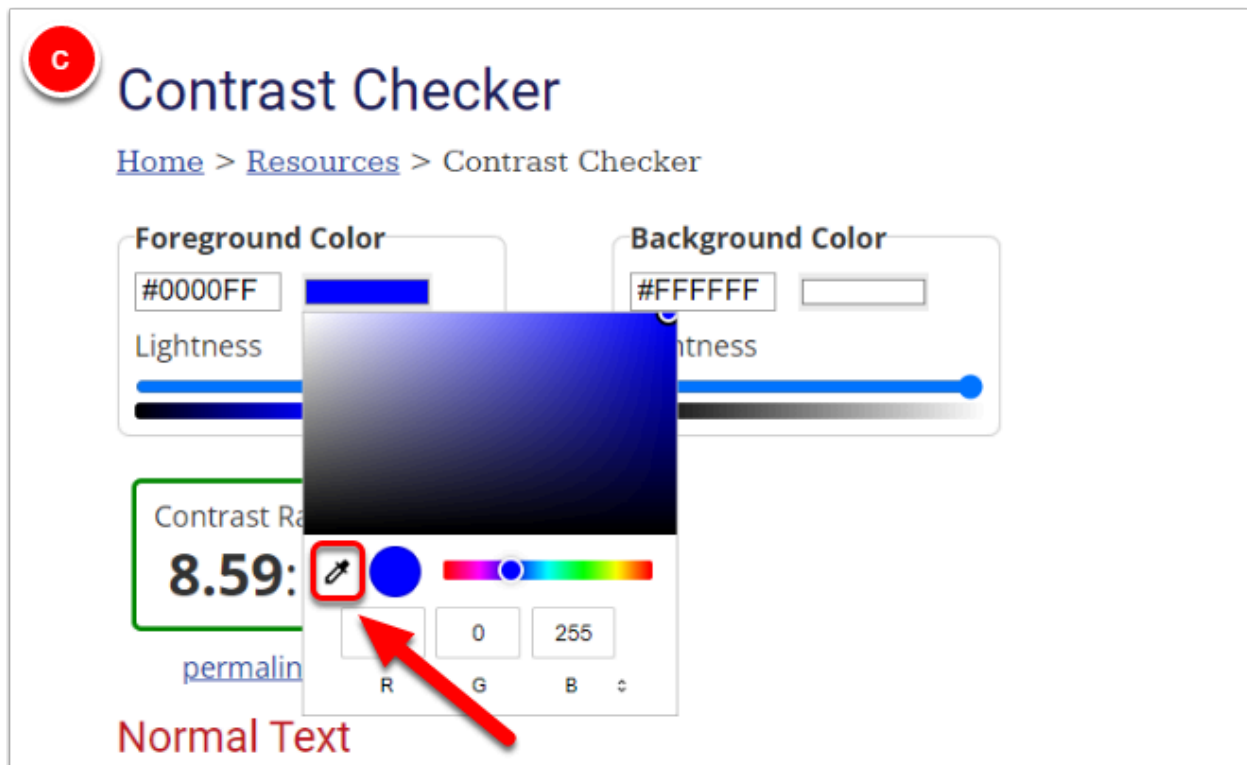 C
Contrast Checker
Home > Resources > Contrast Checker
Foreground Color
Background Color
#0000FF
#FFFFFF
Lightness
ntness
Contrast Ra
8.59:
0
255
permalin
R
G
B
Normal Text